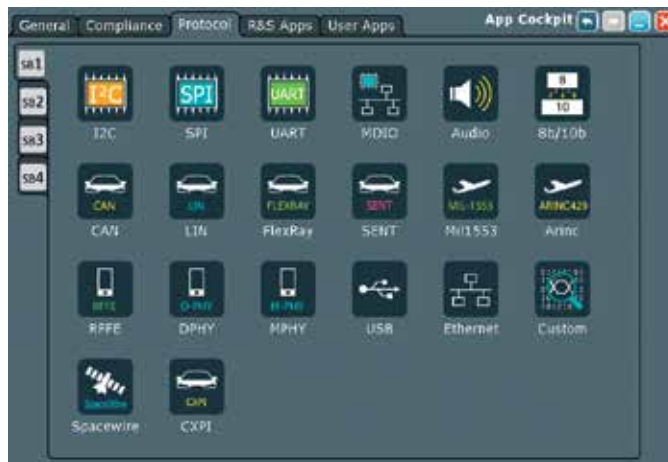 General Compliance Protocol R&S Apps User Apps App Cockpit
SB1
SB2
SB3
SB4
I²C SPI UART 8
10
I2C SPI UART MDIO Audio 8b/10b
CAN LIN FLEXRAY SENT MIL-1553 ARINC429
CAN LIN FlexRay SENT Mil1553 Arinc
RFFE D-PHY M-PHY
RFFE DPHY MPHY USB Ethernet Custom
SpaceWire CXPI
Spacewire CXPI